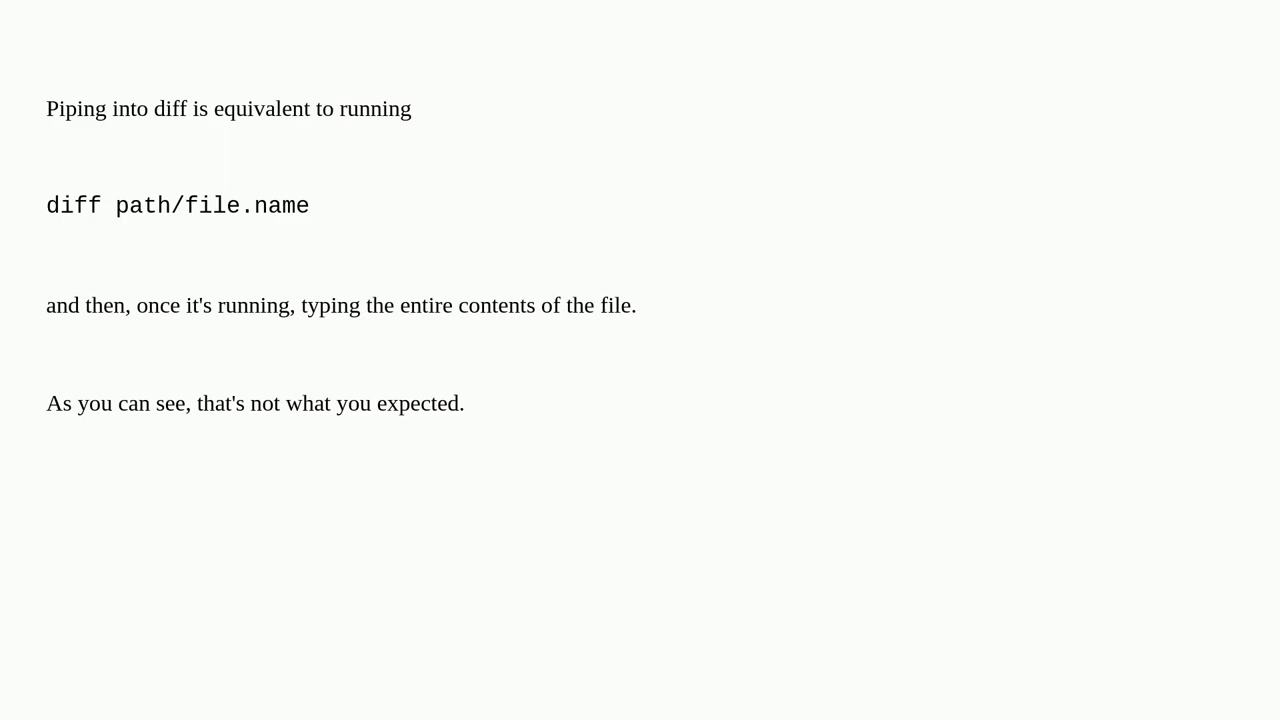 Piping into diff is equivalent to running
diff path/file.name
and then, once it's running, typing the entire contents of the file.
As you can see, that's not what you expected.